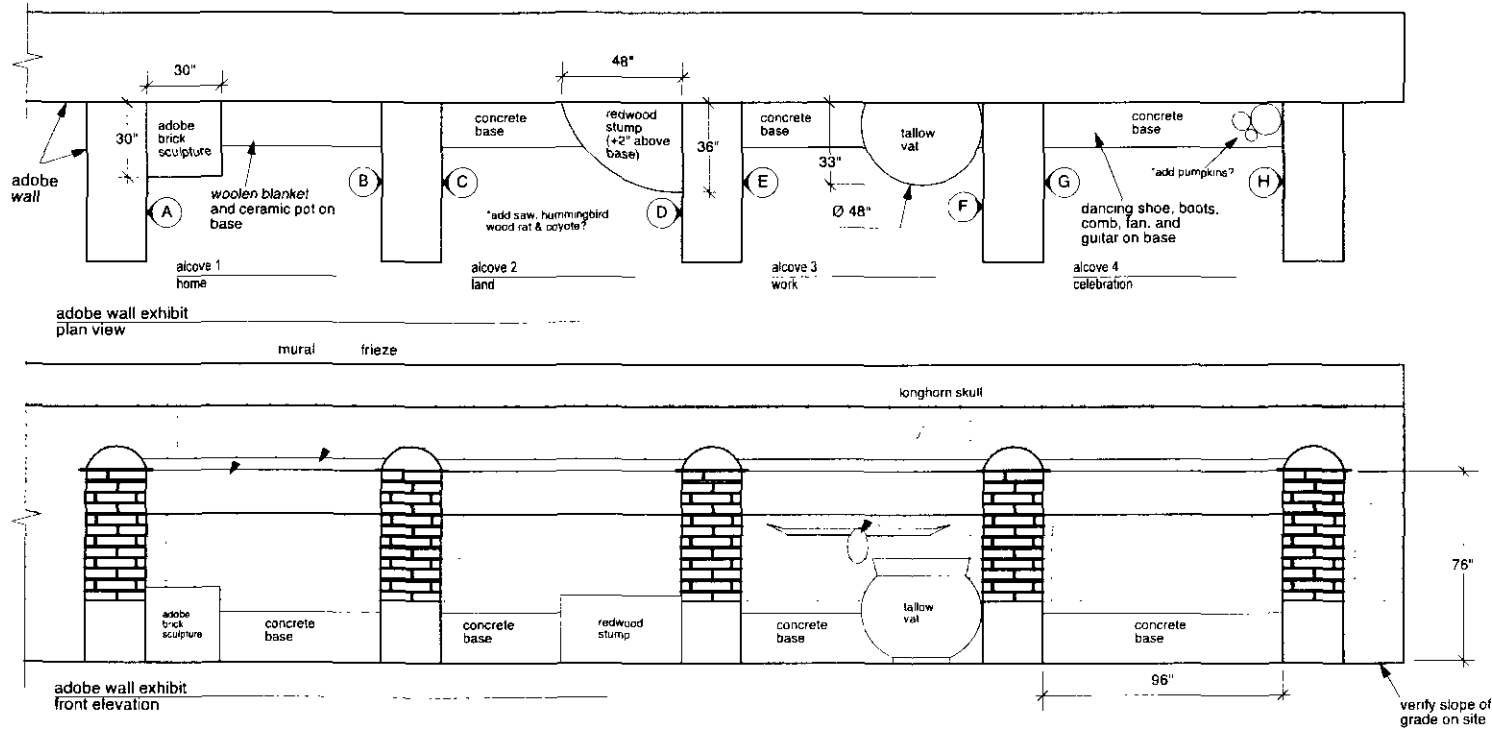 30"
48"
30"
adobe
brick
sculpture
concrete
base
redwood
stump
(+2" above
base)
36"
concrete
base
33"
tallow
vat
concrete
base
adobe
wall
A
woolen blanket
and ceramic pot on
base
B
C
*add saw, hummingbird
wood rat & coyote?
D
E
Ø 48"
F
G
dancing shoe, boots,
comb, fan, and
guitar on base
*add pumpkins?
H
alcove 1
home
alcove 2
land
alcove 3
work
alcove 4
celebration
adobe wall exhibit
plan view
mural frieze
longhorn skull
76"
adobe
brick
sculpture
concrete
base
concrete
base
redwood
stump
concrete
base
tallow
vat
concrete
base
96"
adobe wall exhibit
front elevation
verify slope of
grade on site